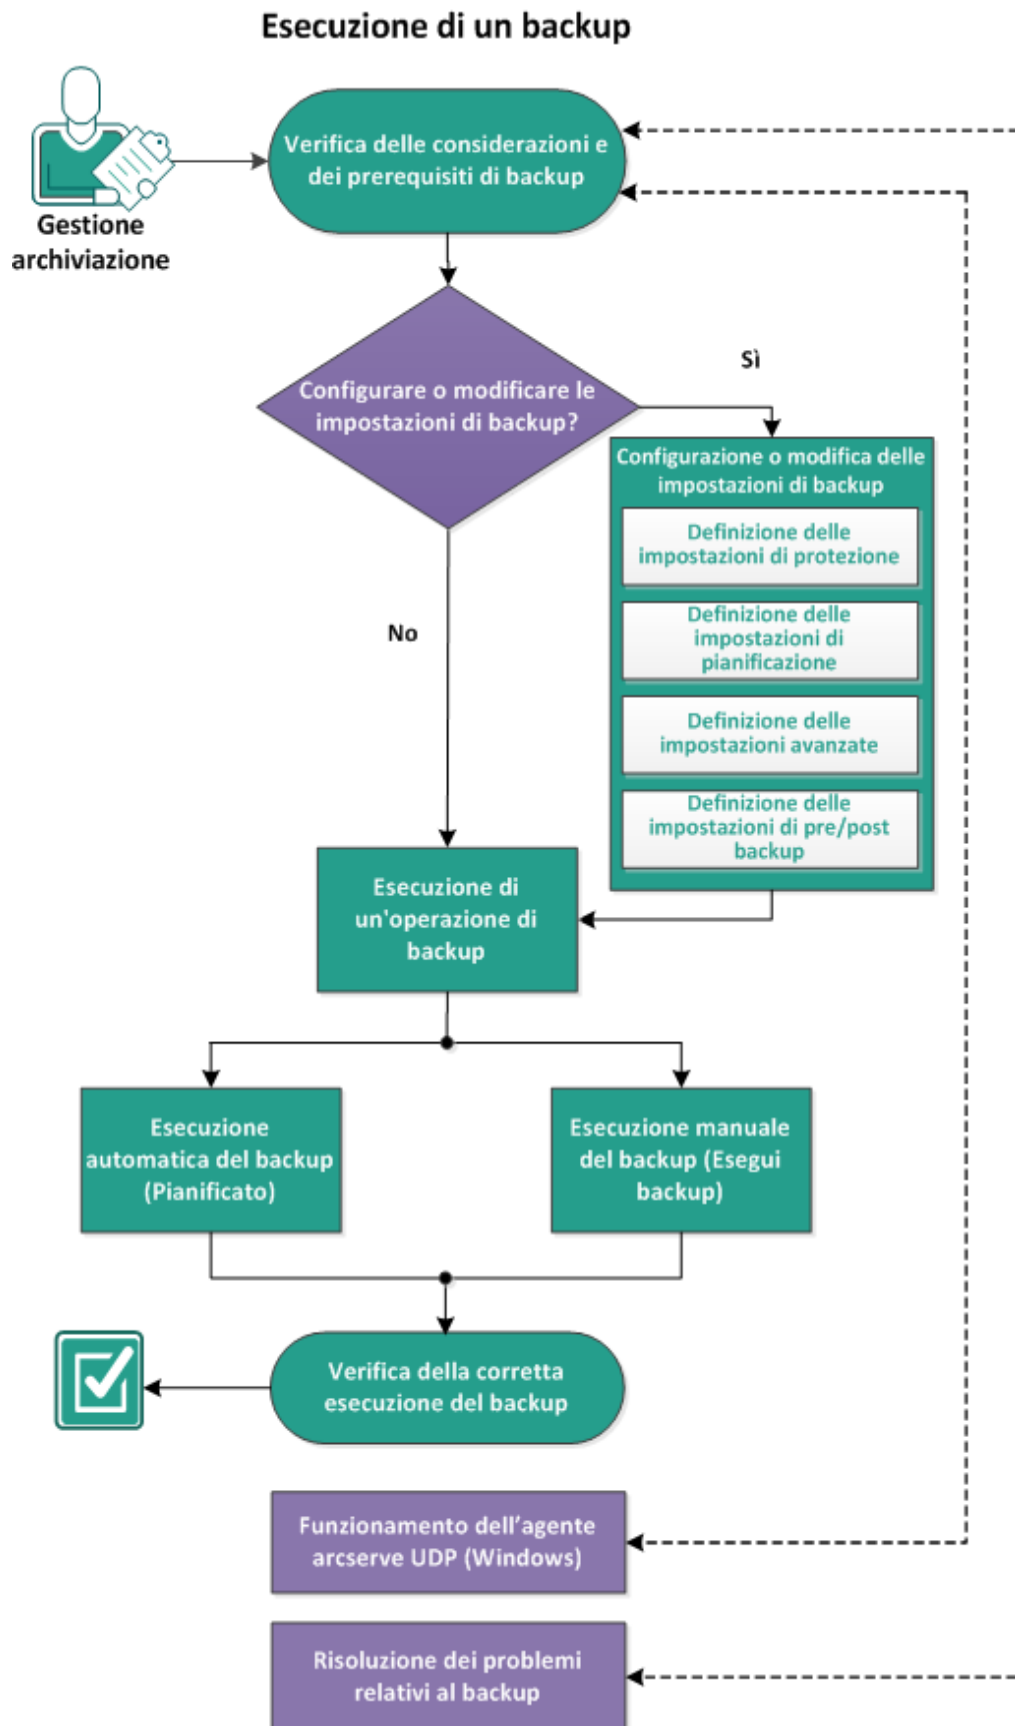 Esecuzione di un backup
Verifica delle considerazioni e
dei prerequisiti di backup
Gestione
archiviazione
Configurare o modificare le
impostazioni di backup?
Sì
No
Configurazione o modifica delle
impostazioni di backup
Definizione delle
impostazioni di protezione
Definizione delle
impostazioni di
pianificazione
Definizione delle
impostazioni avanzate
Definizione delle
impostazioni di pre/post
backup
Esecuzione di
un'operazione di
backup
Esecuzione
automatica del backup
(Pianificato)
Esecuzione manuale
del backup (Esegui
backup)
Verifica della corretta
esecuzione del backup
Funzionamento dell’agente
arcserve UDP (Windows)
Risoluzione dei problemi
relativi al backup